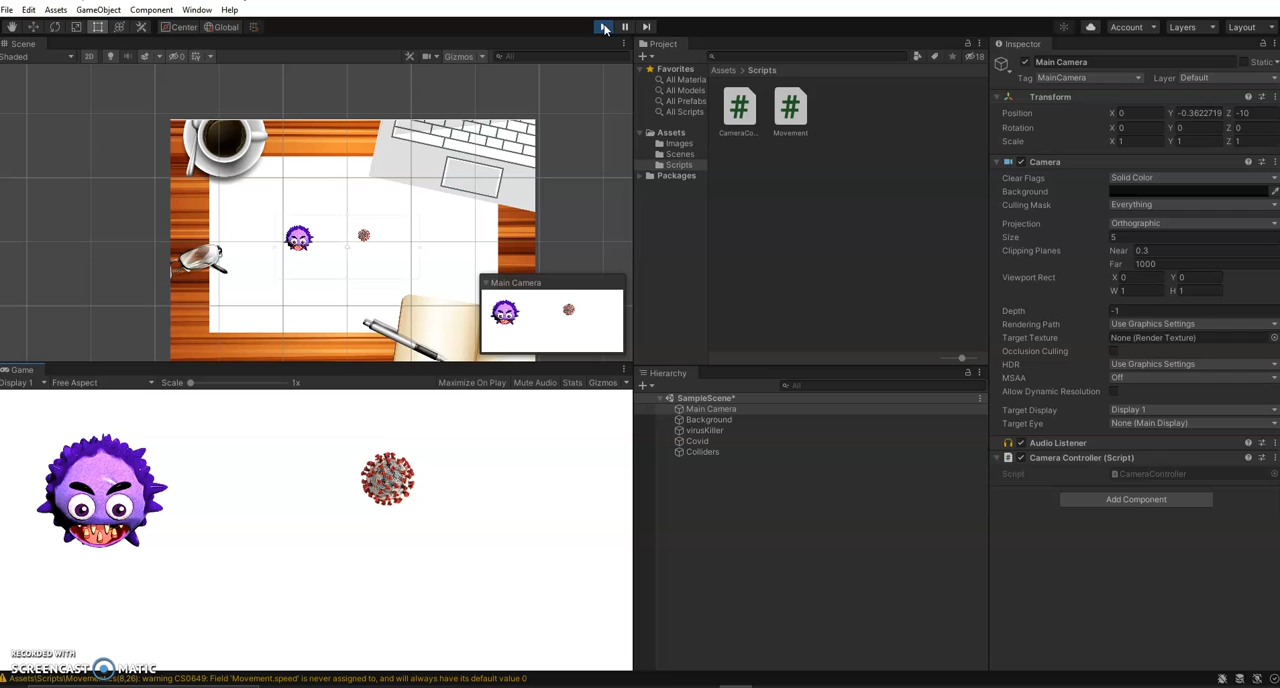 File Edit Assets GameObject Component Window Help
Center Global Account Layers Layout
Scene Project Inspector
Shaded 2D 0 Gizmos All 18
Assets > Scripts
Favorites
All Materia
All Models
All Prefabs
All Scripts
Assets
Images
Scenes
Scripts
Packages
CameraCo... Movement
Main Camera Static
Tag MainCamera Layer Default
Transform
Position X 0 Y -0.3622719 Z -10
Rotation X 0 Y 0 Z 0
Scale X 1 Y 1 Z 1
Camera
Clear Flags Solid Color
Background
Culling Mask Everything
Projection Orthographic
Size 5
Clipping Planes Near 0.3
Far 1000
Viewport Rect X 0 Y 0
W 1 H 1
Depth -1
Rendering Path Use Graphics Settings
Target Texture None (Render Texture)
Occlusion Culling
HDR Use Graphics Settings
MSAA Off
Allow Dynamic Resolution
Target Display Display 1
Target Eye None (Main Display)
Audio Listener
Camera Controller (Script)
Script CameraController
Add Component
Main Camera
Game
Display 1 Free Aspect Scale 1x Maximize On Play Mute Audio Stats Gizmos
Hierarchy
All
SampleScene*
Main Camera
Background
virusKiller
Covid
Colliders
RECORDED WITH
SCREENCAST MATIC
Assets\Scripts\Movement.cs(8,26): warning CS0649: Field 'Movement.speed' is never assigned to, and will always have its default value 0